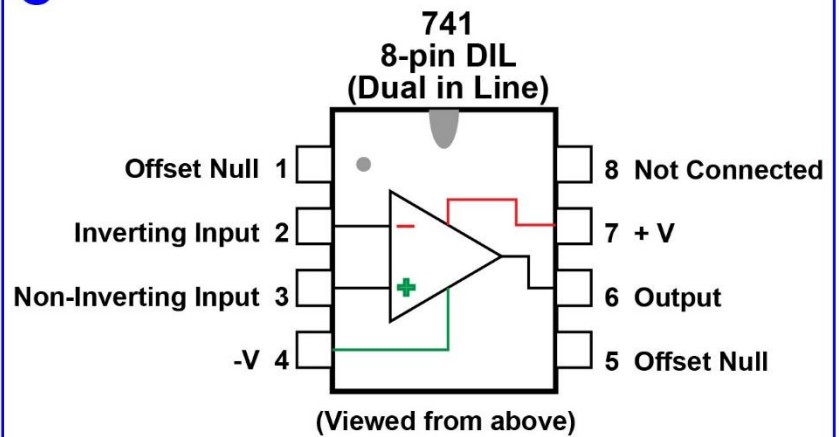 741
8-pin DIL
(Dual in Line)
Offset Null 1
8 Not Connected
Inverting Input 2
7 + V
Non-Inverting Input 3
6 Output
-V 4
5 Offset Null
− 
+
(Viewed from above)